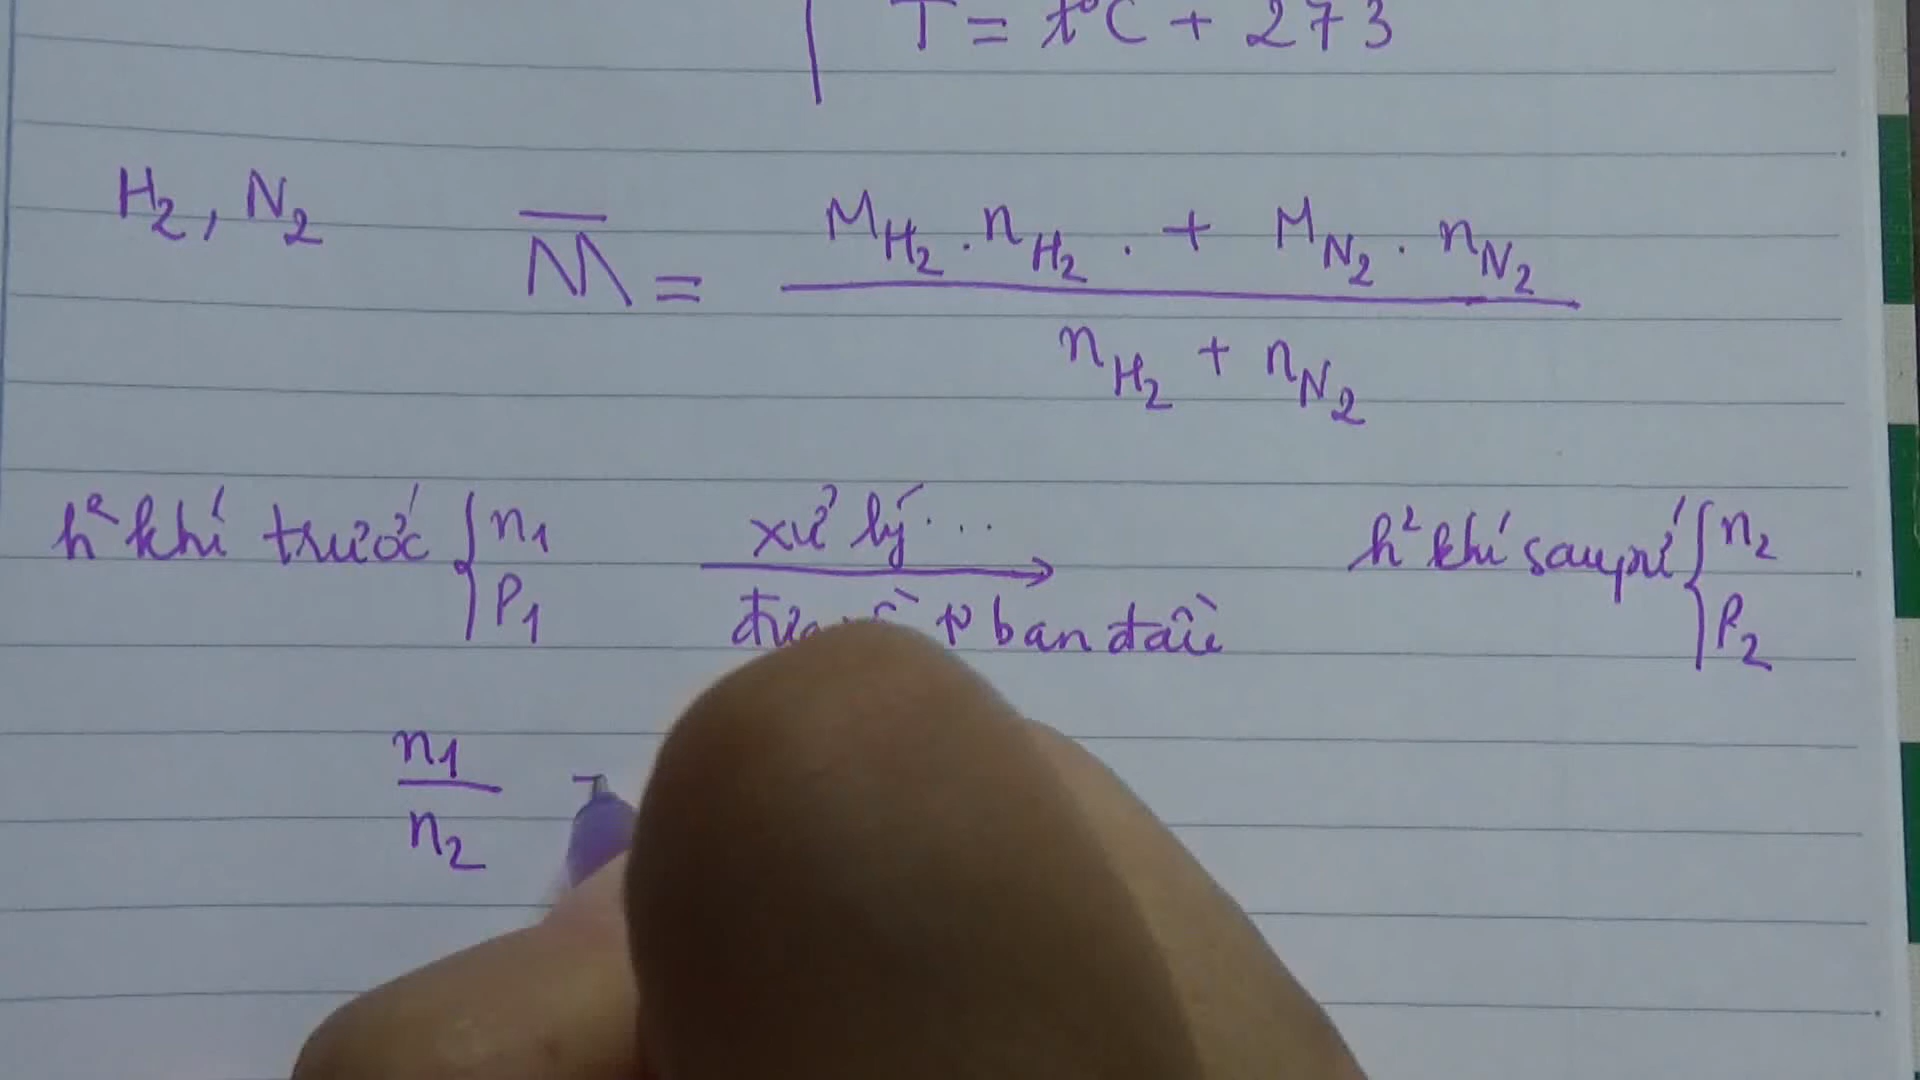 T = t°C + 273
H₂, N₂
M̄ = (M_H₂ . n_H₂ . + M_N₂ . n_N₂) / (n_H₂ + n_N₂)
h² khí trước { n₁ P₁
xử lý...
ban đầu
h² khí sau pứ { n₂ P₂
n₁ / n₂